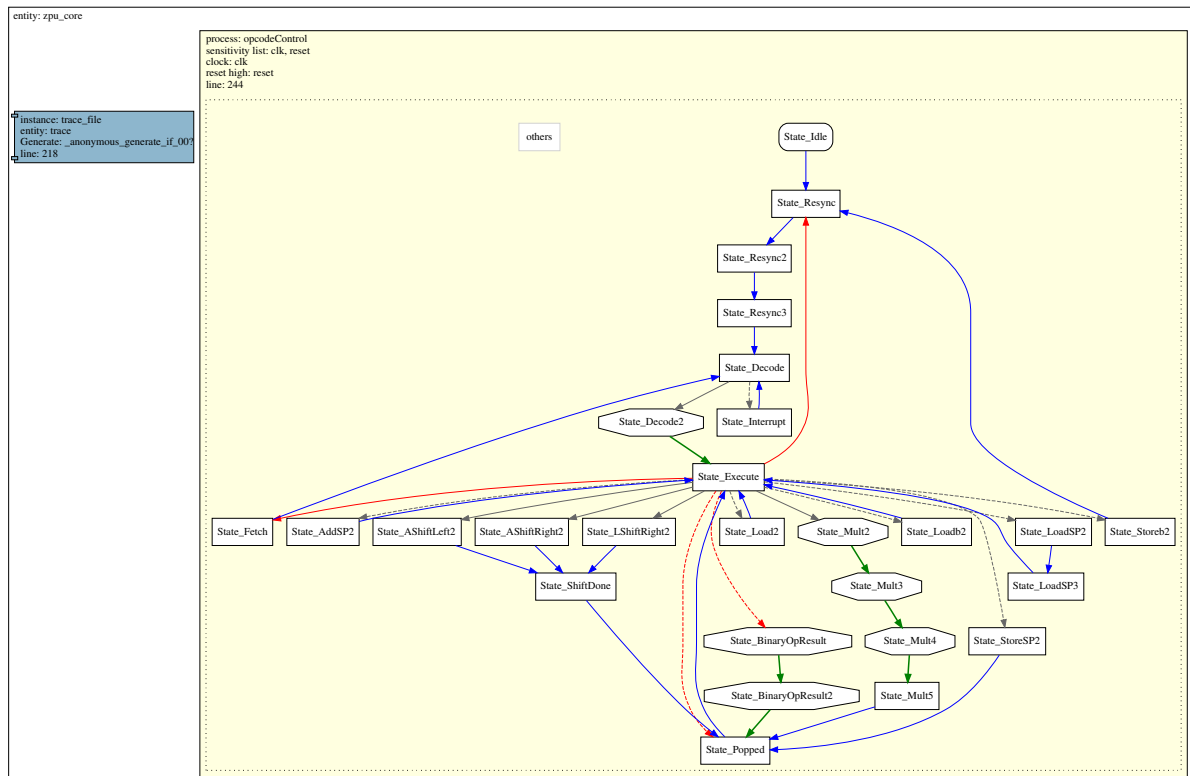 entity: zpu_core
process: opcodeControl
sensitivity list: clk, reset
clock: clk
reset high: reset
line: 244
instance: trace_file
entity: trace
Generate: _anonymous_generate_if_00?
line: 218
others
State_Idle
State_Resync
State_Resync2
State_Resync3
State_Decode
State_Decode2
State_Interrupt
State_Execute
State_Fetch
State_AddSP2
State_AShiftLeft2
State_AShiftRight2
State_LShiftRight2
State_Load2
State_Mult2
State_Loadb2
State_LoadSP2
State_Storeb2
State_ShiftDone
State_Mult3
State_LoadSP3
State_BinaryOpResult
State_Mult4
State_StoreSP2
State_BinaryOpResult2
State_Mult5
State_Popped